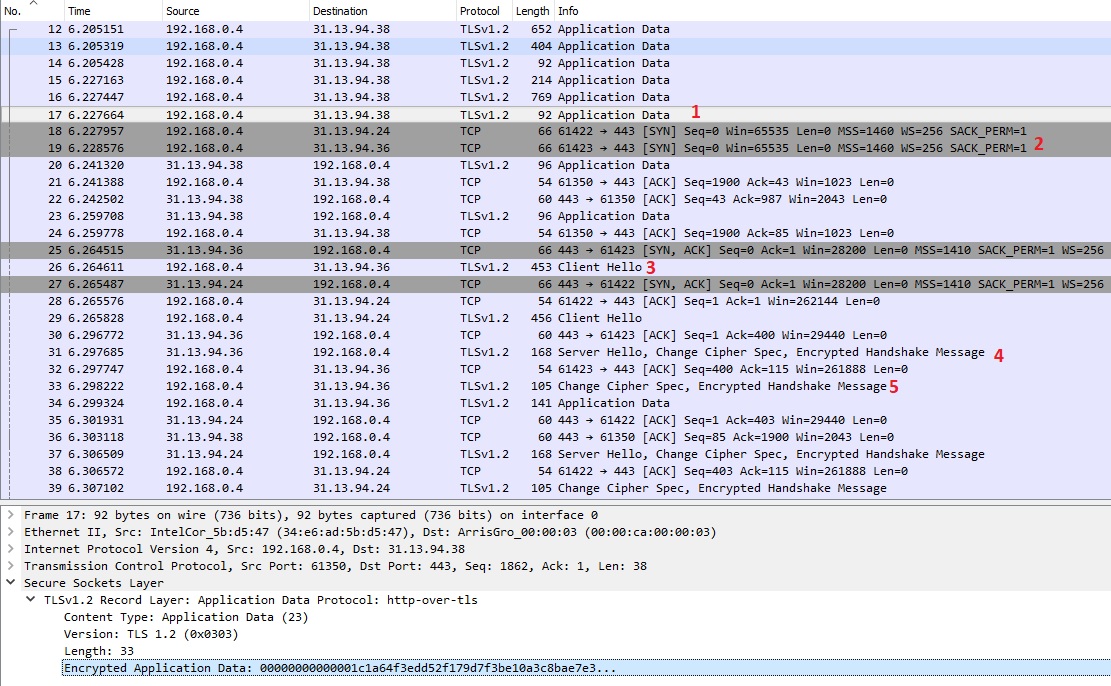 No. Time Source Destination Protocol Length Info
12 6.205151 192.168.0.4 31.13.94.38 TLSv1.2 652 Application Data
13 6.205319 192.168.0.4 31.13.94.38 TLSv1.2 404 Application Data
14 6.205428 192.168.0.4 31.13.94.38 TLSv1.2 92 Application Data
15 6.227163 192.168.0.4 31.13.94.38 TLSv1.2 214 Application Data
16 6.227447 192.168.0.4 31.13.94.38 TLSv1.2 769 Application Data
17 6.227664 192.168.0.4 31.13.94.38 TLSv1.2 92 Application Data 1
18 6.227957 192.168.0.4 31.13.94.24 TCP 66 61422 → 443 [SYN] Seq=0 Win=65535 Len=0 MSS=1460 WS=256 SACK_PERM=1
19 6.228576 192.168.0.4 31.13.94.36 TCP 66 61423 → 443 [SYN] Seq=0 Win=65535 Len=0 MSS=1460 WS=256 SACK_PERM=1 2
20 6.241320 31.13.94.38 192.168.0.4 TLSv1.2 96 Application Data
21 6.241388 192.168.0.4 31.13.94.38 TCP 54 61350 → 443 [ACK] Seq=1900 Ack=43 Win=1023 Len=0
22 6.242502 31.13.94.38 192.168.0.4 TCP 60 443 → 61350 [ACK] Seq=43 Ack=987 Win=2043 Len=0
23 6.259708 31.13.94.38 192.168.0.4 TLSv1.2 96 Application Data
24 6.259778 192.168.0.4 31.13.94.38 TCP 54 61350 → 443 [ACK] Seq=1900 Ack=85 Win=1023 Len=0
25 6.264515 31.13.94.36 192.168.0.4 TCP 66 443 → 61423 [SYN, ACK] Seq=0 Ack=1 Win=28200 Len=0 MSS=1410 SACK_PERM=1 WS=256
26 6.264611 192.168.0.4 31.13.94.36 TLSv1.2 453 Client Hello 3
27 6.265487 31.13.94.24 192.168.0.4 TCP 66 443 → 61422 [SYN, ACK] Seq=0 Ack=1 Win=28200 Len=0 MSS=1410 SACK_PERM=1 WS=256
28 6.265576 192.168.0.4 31.13.94.24 TCP 54 61422 → 443 [ACK] Seq=1 Ack=1 Win=262144 Len=0
29 6.265828 192.168.0.4 31.13.94.24 TLSv1.2 456 Client Hello
30 6.296772 31.13.94.36 192.168.0.4 TCP 60 443 → 61423 [ACK] Seq=1 Ack=400 Win=29440 Len=0
31 6.297685 31.13.94.36 192.168.0.4 TLSv1.2 168 Server Hello, Change Cipher Spec, Encrypted Handshake Message 4
32 6.297747 192.168.0.4 31.13.94.36 TCP 54 61423 → 443 [ACK] Seq=400 Ack=115 Win=261888 Len=0
33 6.298222 192.168.0.4 31.13.94.36 TLSv1.2 105 Change Cipher Spec, Encrypted Handshake Message 5
34 6.299324 192.168.0.4 31.13.94.36 TLSv1.2 141 Application Data
35 6.301931 31.13.94.24 192.168.0.4 TCP 60 443 → 61422 [ACK] Seq=1 Ack=403 Win=29440 Len=0
36 6.303118 31.13.94.38 192.168.0.4 TCP 60 443 → 61350 [ACK] Seq=85 Ack=1900 Win=2043 Len=0
37 6.306509 31.13.94.24 192.168.0.4 TLSv1.2 168 Server Hello, Change Cipher Spec, Encrypted Handshake Message
38 6.306572 192.168.0.4 31.13.94.24 TCP 54 61422 → 443 [ACK] Seq=403 Ack=115 Win=261888 Len=0
39 6.307102 192.168.0.4 31.13.94.24 TLSv1.2 105 Change Cipher Spec, Encrypted Handshake Message
Frame 17: 92 bytes on wire (736 bits), 92 bytes captured (736 bits) on interface 0
Ethernet II, Src: IntelCor_5b:d5:47 (34:e6:ad:5b:d5:47), Dst: ArrisGro_00:00:03 (00:00:ca:00:00:03)
Internet Protocol Version 4, Src: 192.168.0.4, Dst: 31.13.94.38
Transmission Control Protocol, Src Port: 61350, Dst Port: 443, Seq: 1862, Ack: 1, Len: 38
Secure Sockets Layer
TLSv1.2 Record Layer: Application Data Protocol: http-over-tls
Content Type: Application Data (23)
Version: TLS 1.2 (0x0303)
Length: 33
Encrypted Application Data: 00000000000001c1a64f3edd52f179d7f3be10a3c8bae7e3...